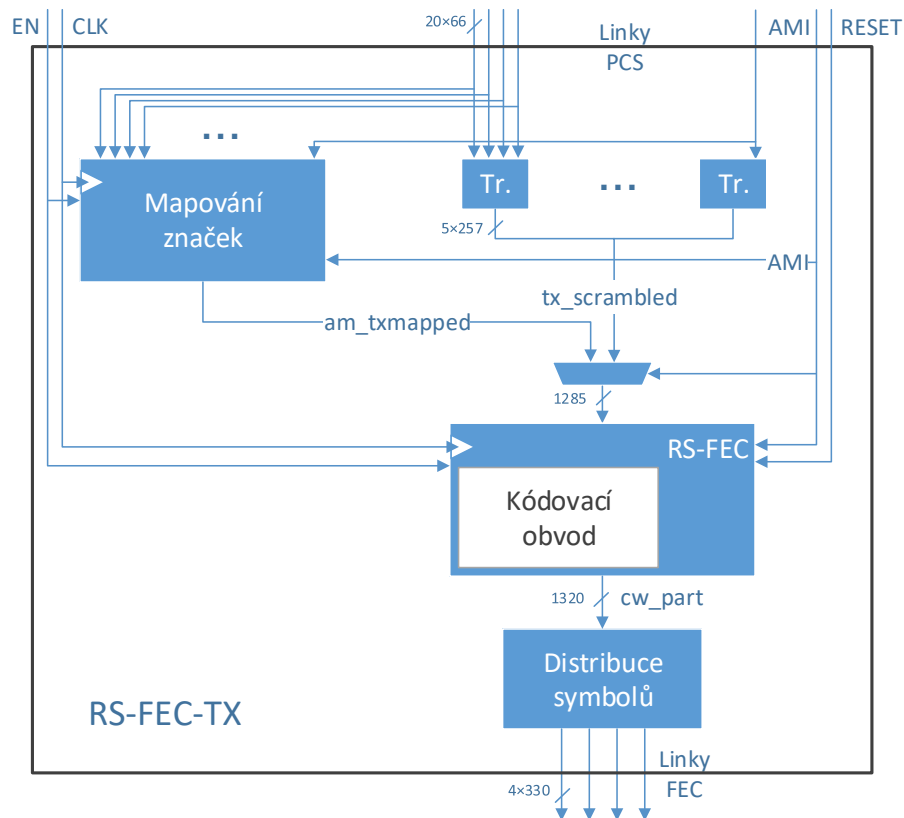 EN
CLK
20×66
Linky
PCS
AMI
RESET
...
Mapování
značek
Tr.
...
Tr.
5×257
AMI
tx_scrambled
am_txmapped
1285
RS-FEC
Kódovací
obvod
1320
cw_part
Distribuce
symbolů
RS-FEC-TX
Linky
FEC
4×330